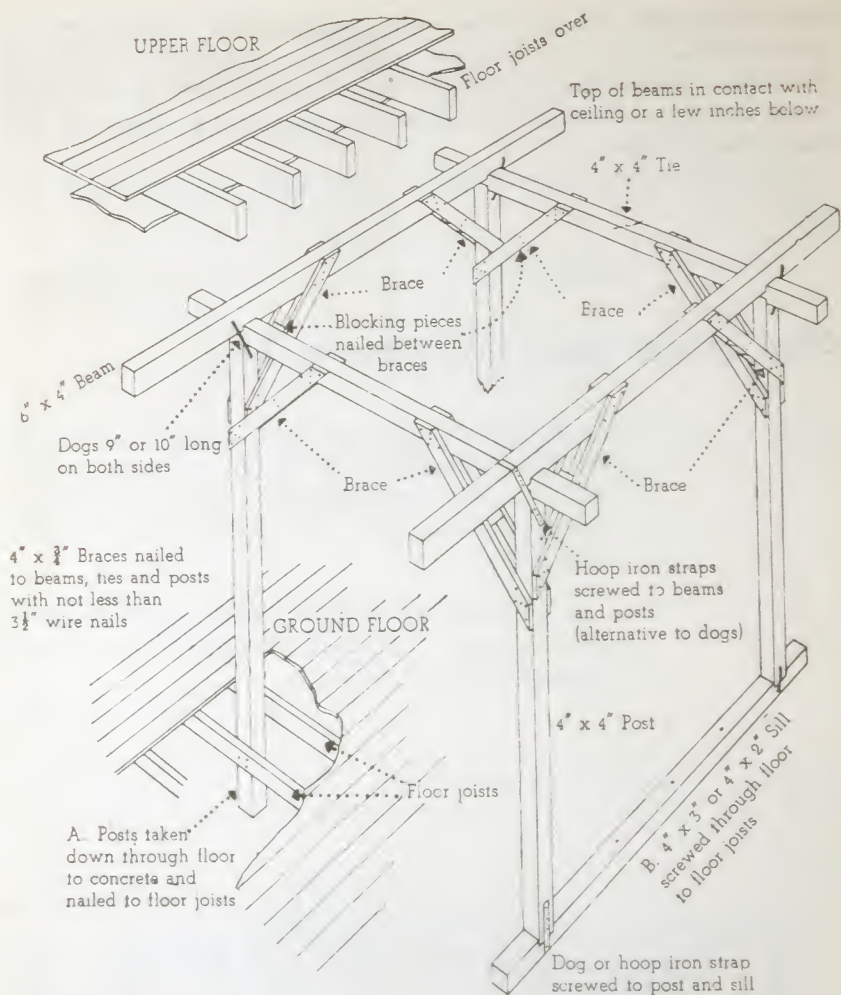 UPPER FLOOR
Floor joists over
Top of beams in contact with
ceiling or a few inches below
4" x 4" Tie
Brace
Brace
Blocking pieces
nailed between
braces
6" x 4" Beam
Dogs 9" or 10" long
on both sides
Brace
Brace
4" x ¾" Braces nailed
to beams, ties and posts
with not less than
3½" wire nails
Hoop iron straps
screwed to beams
and posts
(alternative to dogs)
GROUND FLOOR
4" x 4" Post
Floor joists
A. Posts taken
down through floor
to concrete and
nailed to floor joists
B. 4" x 3" or 4" x 2" Sill
screwed through floor
to floor joists
Dog or hoop iron strap
screwed to post and sill